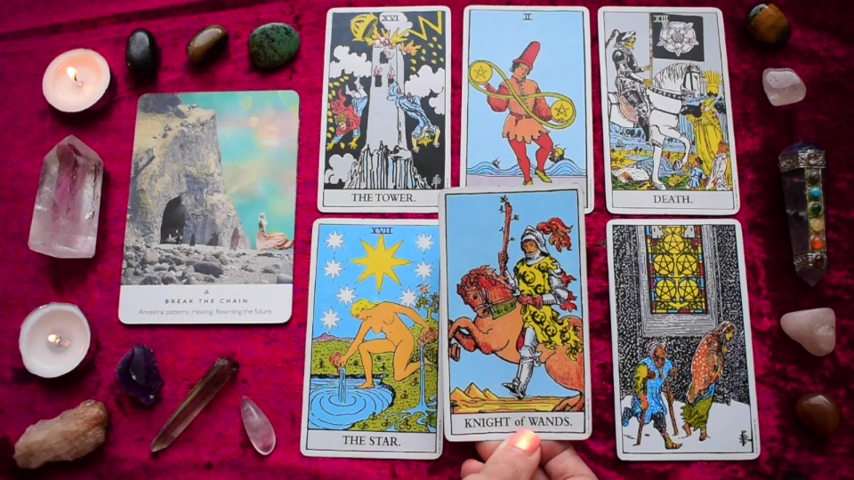 XVI
THE TOWER.
II
XIII
DEATH.
BREAK THE CHAIN
Ancestral patterns. Healing. Rewriting the future.
XVII
THE STAR.
KNIGHT of WANDS.